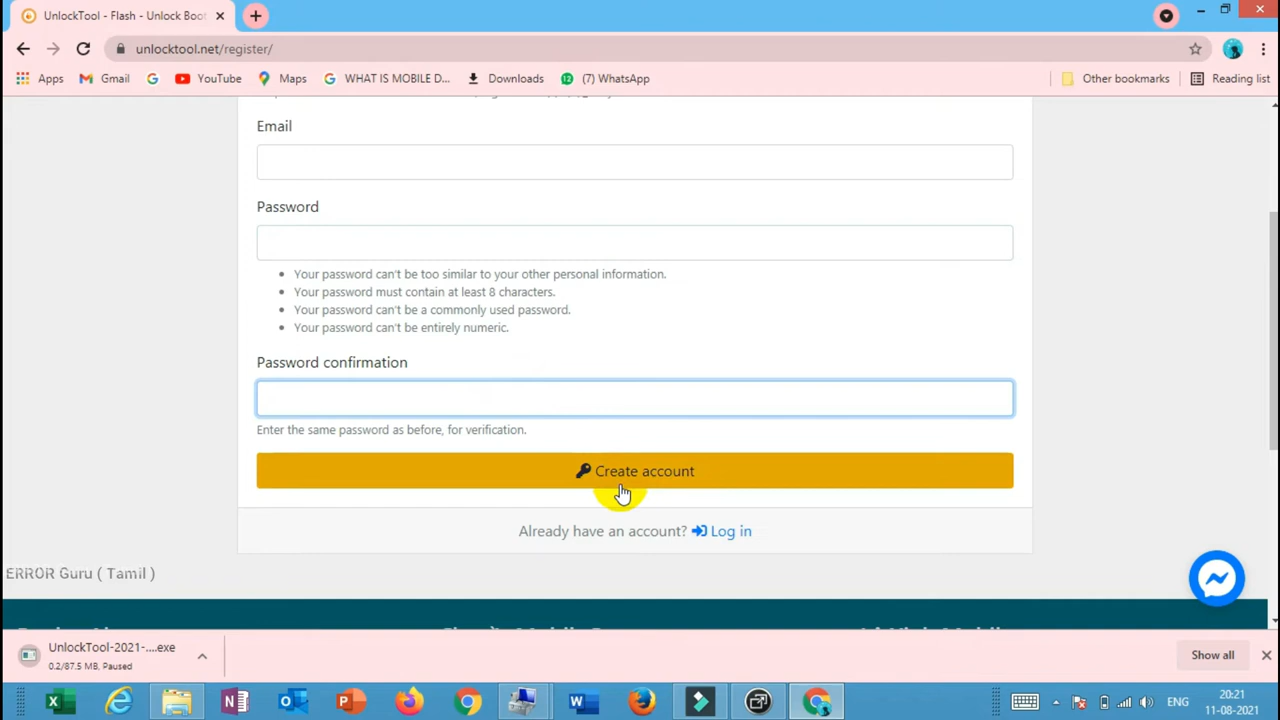 UnlockTool - Flash - Unlock Boot
unlocktool.net/register/
Apps
Gmail
YouTube
Maps
WHAT IS MOBILE D...
Downloads
(7) WhatsApp
Other bookmarks
Reading list
Email
Password
Your password can't be too similar to your other personal information.
Your password must contain at least 8 characters.
Your password can't be a commonly used password.
Your password can't be entirely numeric.
Password confirmation
Enter the same password as before, for verification.
Create account
Already have an account? Log in
ERROR Guru ( Tamil )
UnlockTool-2021-....exe
0.2/87.5 MB, Paused
Show all
ENG
20:21
11-08-2021